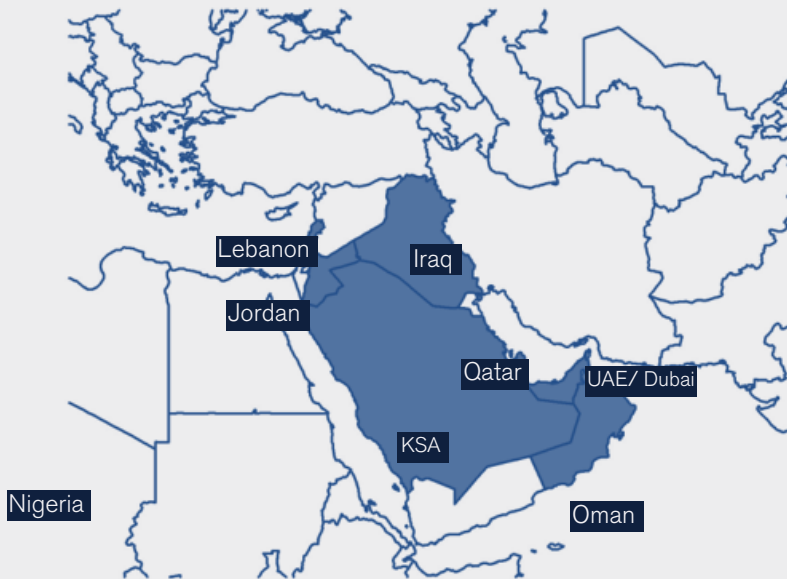 Lebanon
Iraq
Jordan
Qatar
UAE/ Dubai
KSA
Nigeria
Oman